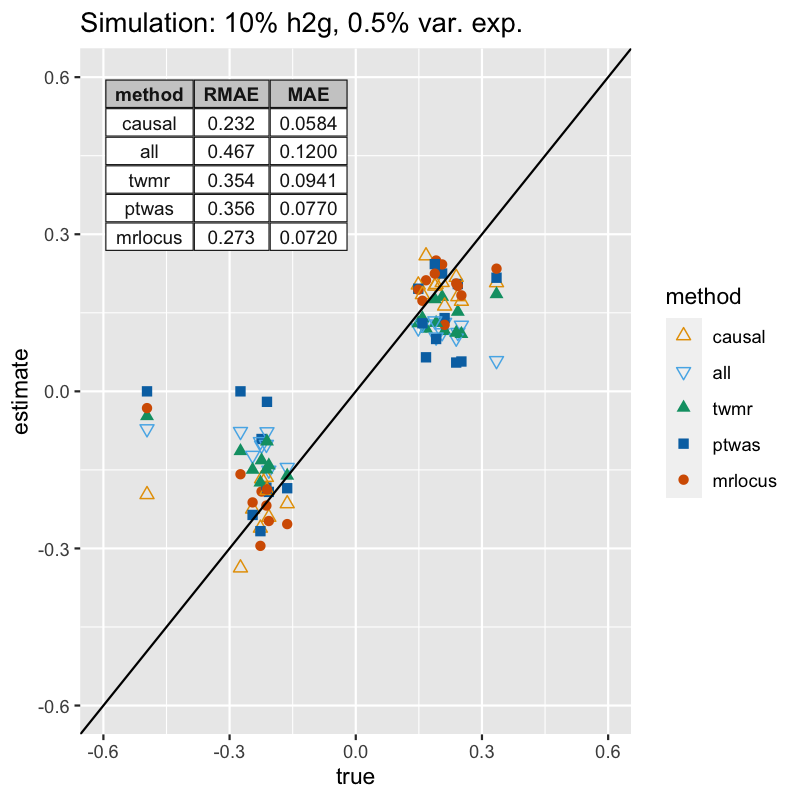 Simulation: 10% h2g, 0.5% var. exp.
method RMAE MAE
causal 0.232 0.0584
all 0.467 0.1200
twmr 0.354 0.0941
ptwas 0.356 0.0770
mrlocus 0.273 0.0720
0.6
0.3
0.0
-0.3
-0.6
estimate
-0.6 -0.3 0.0 0.3 0.6
true
method
causal
all
twmr
ptwas
mrlocus